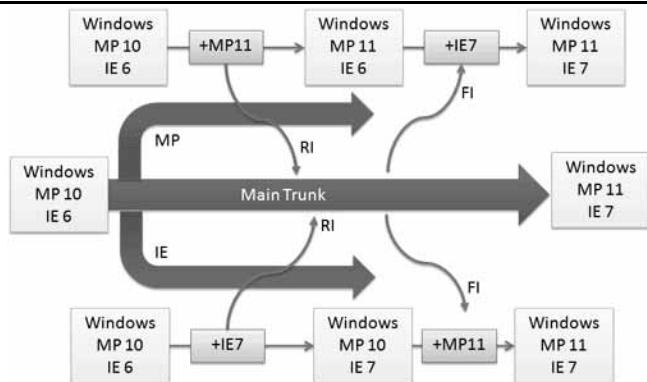 Windows
MP 10
IE 6
+MP11
Windows
MP 11
IE 6
+IE7
Windows
MP 11
IE 7
MP
RI
FI
Windows
MP 10
IE 6
Main Trunk
Windows
MP 11
IE 7
RI
IE
FI
Windows
MP 10
IE 6
+IE7
Windows
MP 10
IE 7
+MP11
Windows
MP 11
IE 7